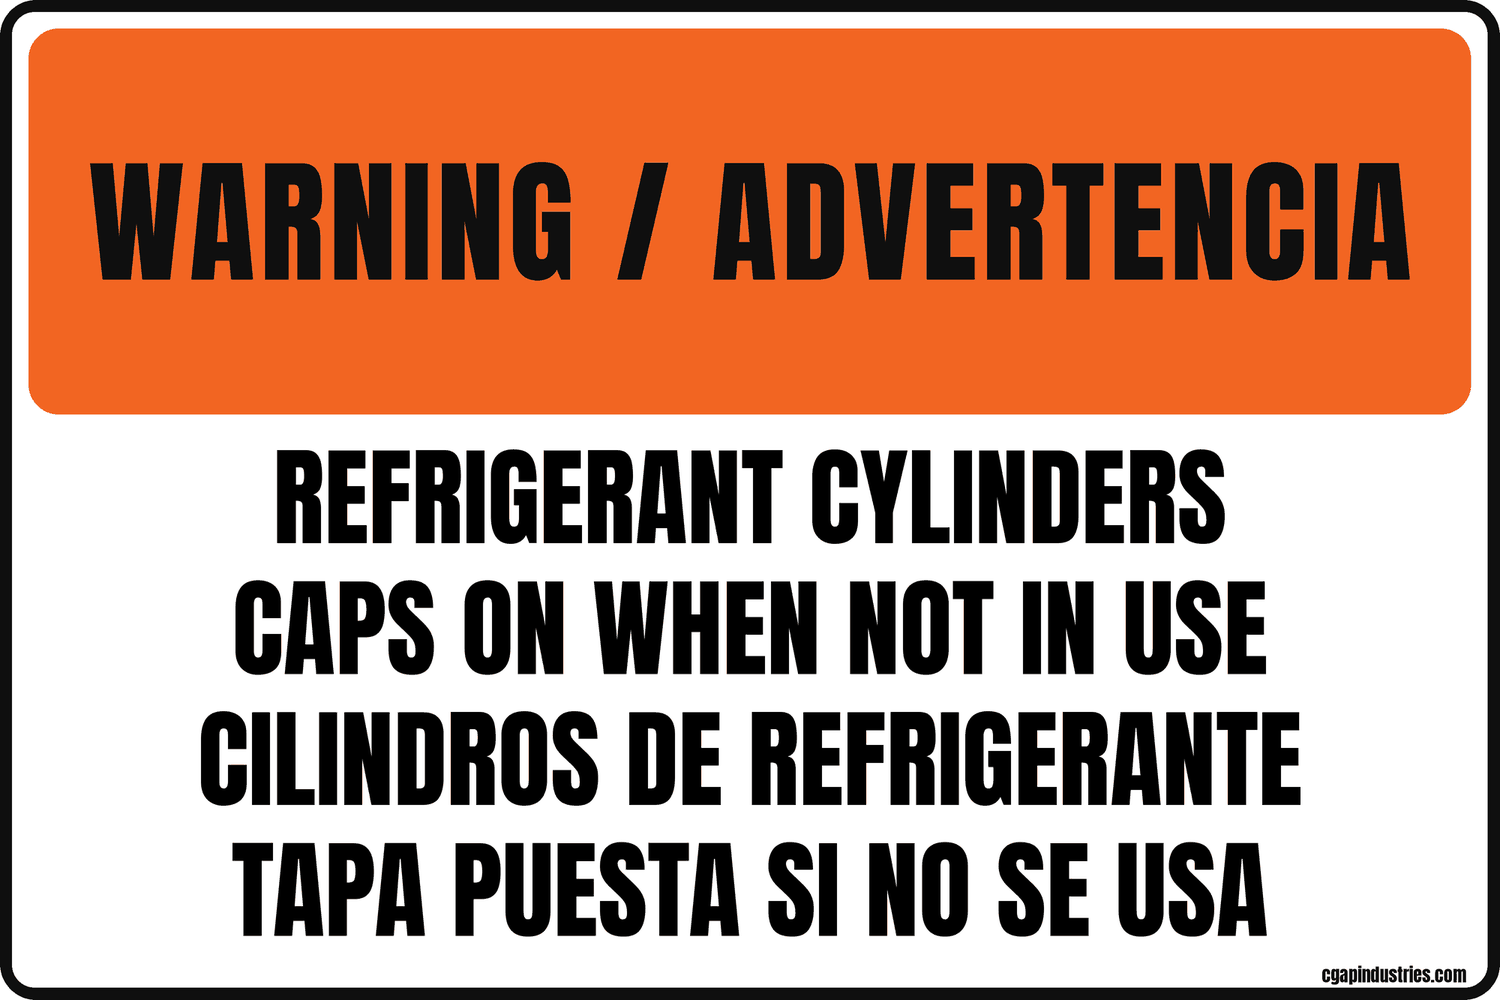 WARNING / ADVERTENCIA
REFRIGERANT CYLINDERS
CAPS ON WHEN NOT IN USE
CILINDROS DE REFRIGERANTE
TAPA PUESTA SI NO SE USA
cgapindustries.com